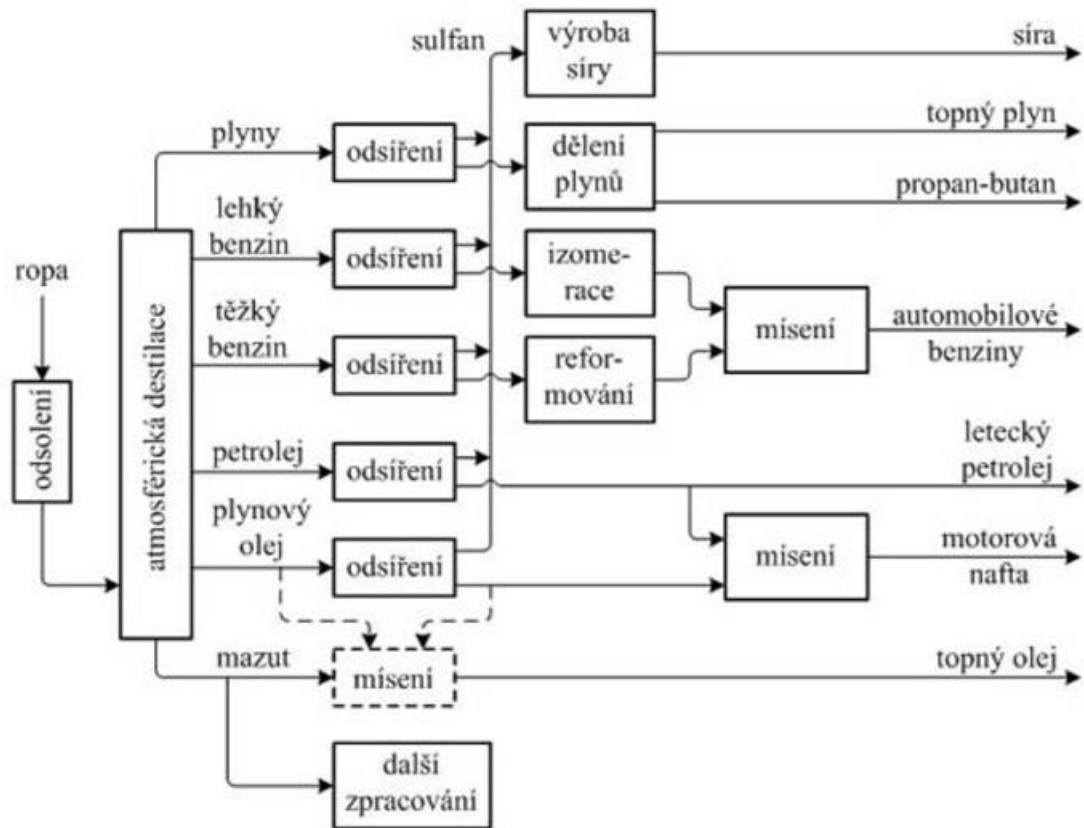 sulfan
výroba
síry
síra
plyny
odsíření
dělení
plynů
topný plyn
propan-butan
lehký
benzin
odsíření
izome-
race
ropa
těžký
benzin
odsíření
refor-
mování
mísení
automobilové
benziny
odsolení
atmosférická destilace
petrolej
odsíření
letecký
petrolej
plynový
olej
odsíření
mísení
motorová
nafta
mazut
mísení
topný olej
další
zpracování